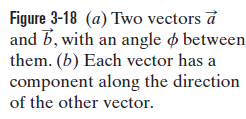 Figure 3-18 (a) Two vectors a⃗
and b⃗, with an angle ϕ between
them. (b) Each vector has a
component along the direction
of the other vector.